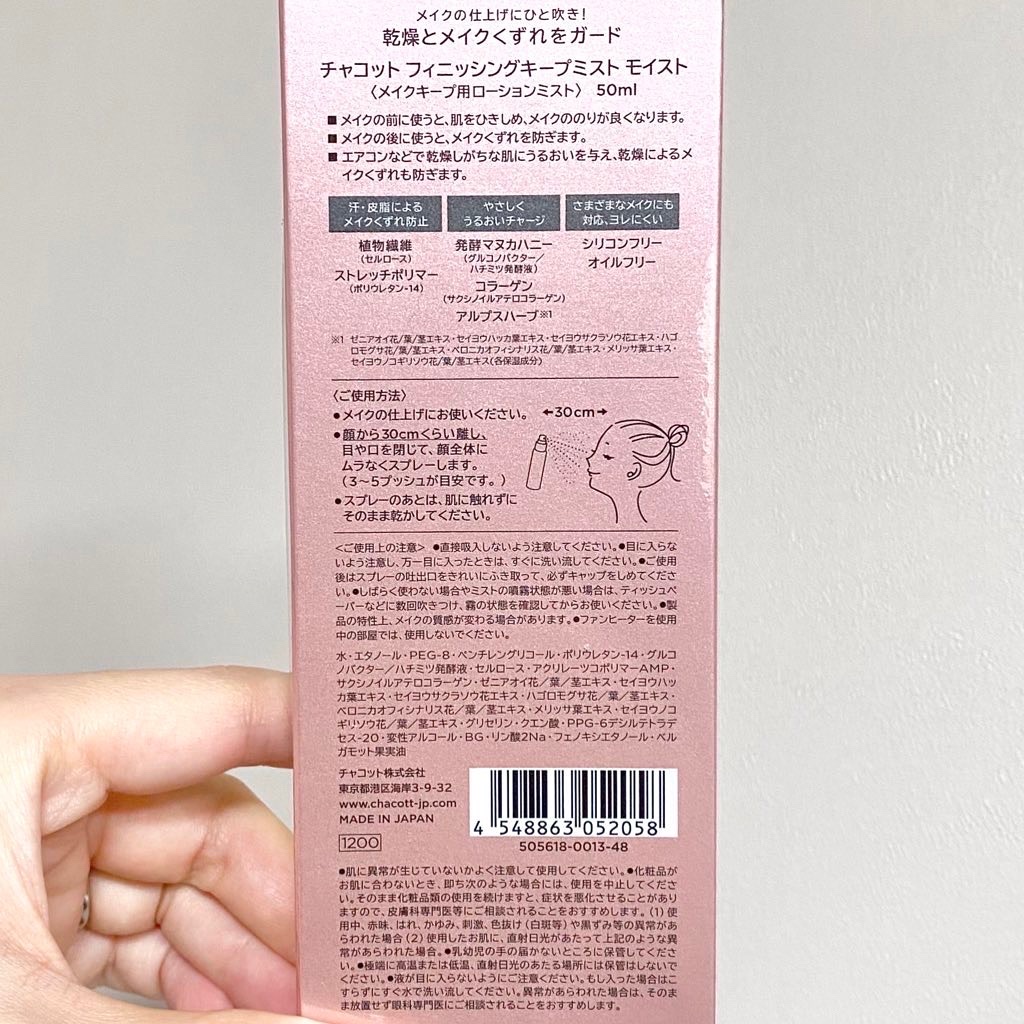 メイクの仕上げにひと吹き!
乾燥とメイクくずれをガード
チャコット フィニッシングキープミスト モイスト
〈メイクキープ用ローションミスト〉 50ml
■ メイクの前に使うと、肌をひきしめ、メイクののりが良くなります。
■ メイクの後に使うと、メイクくずれを防ぎます。
■ エアコンなどで乾燥しがちな肌にうるおいを与え、乾燥によるメ
イクくずれも防ぎます。
汗・皮脂による
メイクくずれ防止
植物繊維
(セルロース)
ストレッチポリマー
(ポリウレタン-14)
やさしく
うるおいチャージ
発酵マヌカハニー
(グルコノバクター/
ハチミツ発酵液)
コラーゲン
(サクシノイルアテロコラーゲン)
アルプスハーブ※1
さまざまなメイクにも
対応、ヨレにくい
シリコンフリー
オイルフリー
※1 ゼニアオイ花/葉/茎エキス・セイヨウハッカ葉エキス・セイヨウサクラソウ花エキス・ハゴ
ロモグサ花/葉/茎エキス・ベロニカオフィシナリス花/葉/茎エキス・メリッサ葉エキス・
セイヨウノコギリソウ花/葉/茎エキス(各保湿成分)
〈ご使用方法〉
●メイクの仕上げにお使いください。
●顔から30cmくらい離し、
目や口を閉じて、顔全体に
ムラなくスプレーします。
(3〜5プッシュが目安です。)
●スプレーのあとは、肌に触れずに
そのまま乾かしてください。
←30cm→
<ご使用上の注意> ●直接吸入しないよう注意してください。●目に入らな
いよう注意し、万一目に入ったときは、すぐに洗い流してください。●ご使用
後はスプレーの吐出口をきれいにふき取って、必ずキャップをしめてくださ
い。●しばらく使わない場合やミストの噴霧状態が悪い場合は、ティッシュペ
ーパーなどに数回吹きつけ、霧の状態を確認してからお使いください。●製
品の特性上、メイクの質感が変わる場合があります。●ファンヒーターを使用
中の部屋では、使用しないでください。
水・エタノール・PEG-8・ペンチレングリコール・ポリウレタン-14・グルコ
ノバクター/ハチミツ発酵液・セルロース・アクリレーツコポリマーAMP・
サクシノイルアテロコラーゲン・ゼニアオイ花/葉/茎エキス・セイヨウハッ
カ葉エキス・セイヨウサクラソウ花エキス・ハゴロモグサ花/葉/茎エキス・
ベロニカオフィシナリス花/葉/茎エキス・メリッサ葉エキス・セイヨウノコ
ギリソウ花/葉/茎エキス・グリセリン・クエン酸・PPG-6デシルテトラデ
セス-20・変性アルコール・BG・リン酸2Na・フェノキシエタノール・ベル
ガモット果実油
チャコット株式会社
東京都港区海岸3-9-32
www.chacott-jp.com
MADE IN JAPAN
1200
4 548863 052058
505618-0013-48
●肌に異常が生じていないかよく注意して使用してください。●化粧品が
お肌に合わないとき、即ち次のような場合には、使用を中止してくださ
い。そのまま化粧品類の使用を続けますと、症状を悪化させることがあり
ますので、皮膚科専門医等にご相談されることをおすすめします。(1) 使
用中、赤味、はれ、かゆみ、刺激、色抜け(白斑等)や黒ずみ等の異常が
あらわれた場合 (2) 使用したお肌に、直射日光があたって上記のような異
常があらわれた場合。●乳幼児の手の届かないところに保管してください
●極端に高温または低温、直射日光のあたる場所には保管はしないで
ください。●液が目に入らないようにご注意ください。もし入った場合はこ
すらずにすぐ水で洗い流してください。異常があらわれた場合は、そのま
ま放置せず眼科専門医にご相談されることをおすすめします。